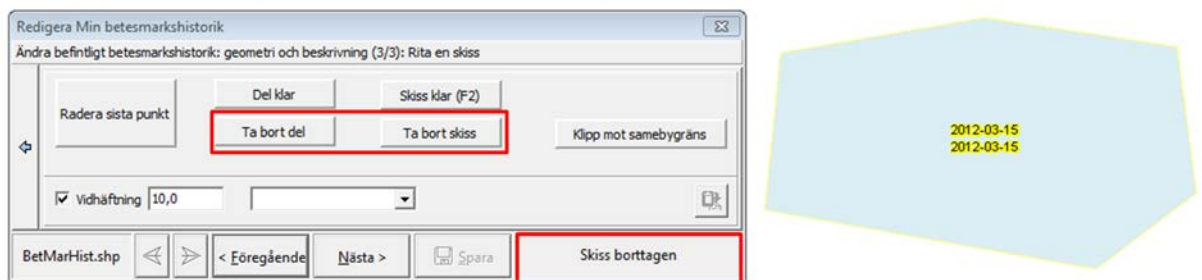 Redigera Min betesmarkshistorik
Ändra befintligt betesmarkshistorik: geometri och beskrivning (3/3): Rita en skiss
Radera sista punkt
Del klar
Skiss klar (F2)
Ta bort del
Ta bort skiss
Klipp mot samebygräns
Vidhäftning 10,0
BetMarHist.shp
< Föregående
Nästa >
Spara
Skiss borttagen
2012-03-15
2012-03-15